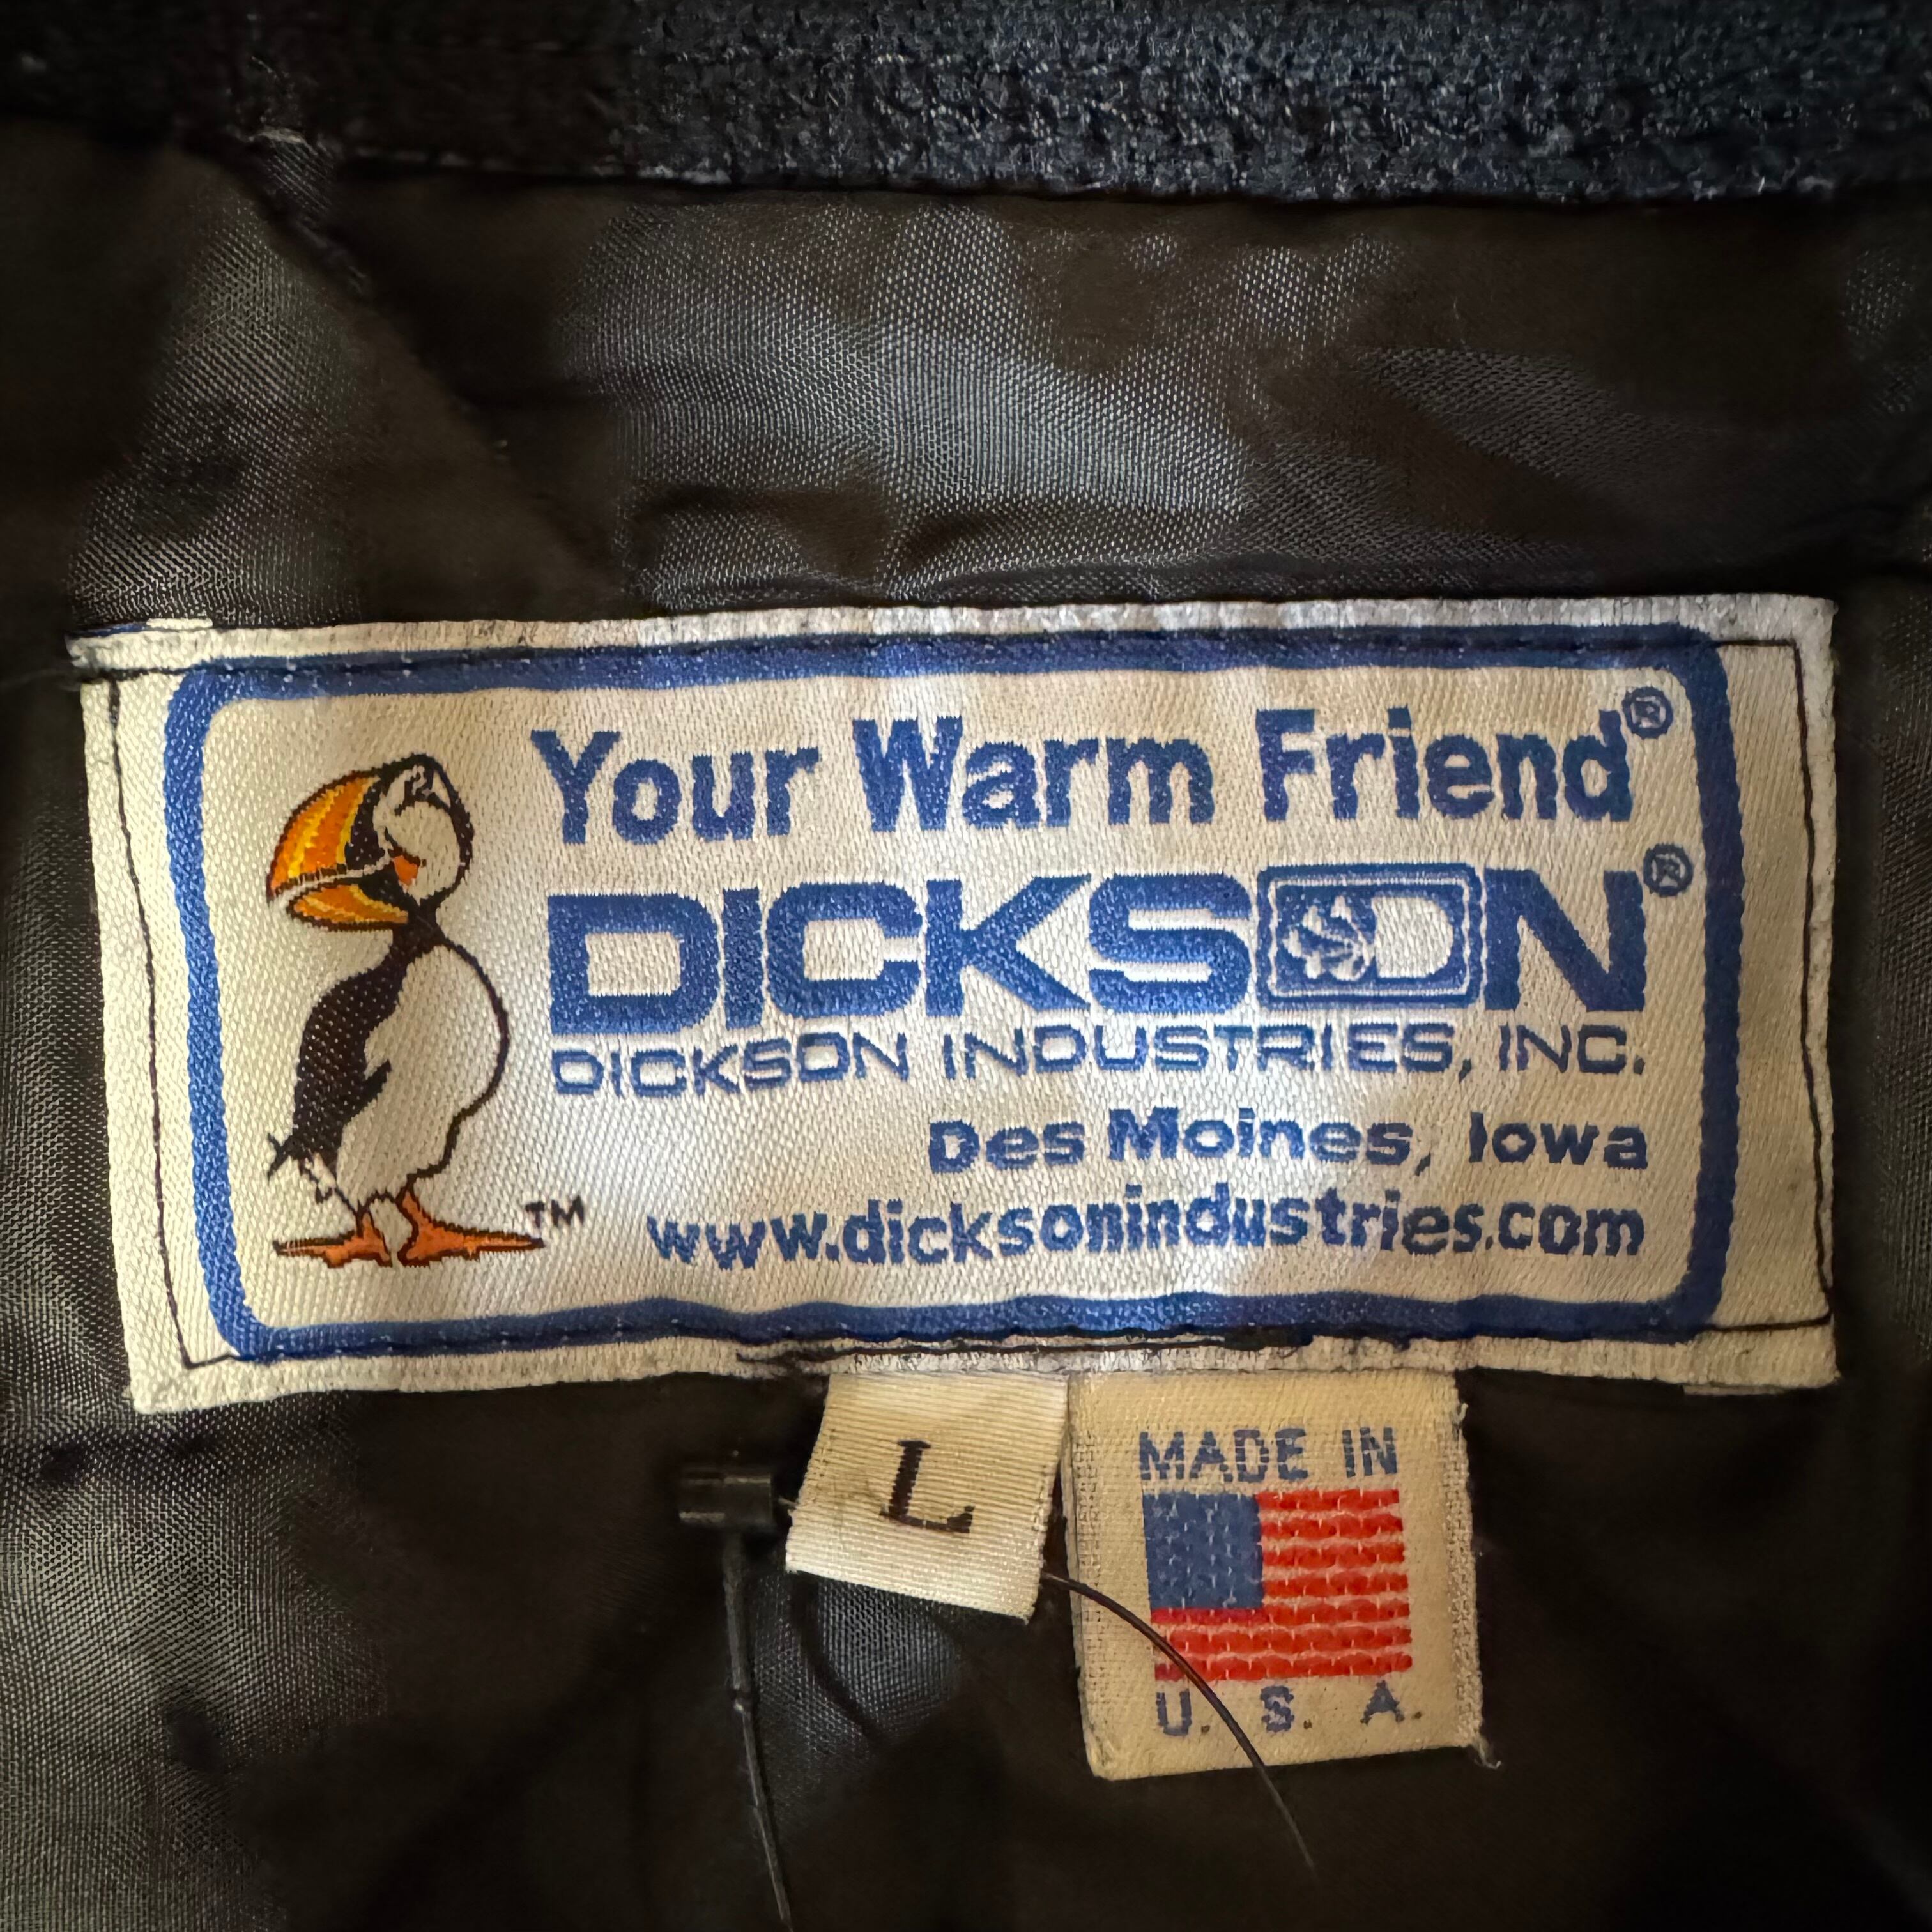 Your Warm Friend®
DICKSON®
DICKSON INDUSTRIES, INC.
Des Moines, Iowa
TM
www.dicksonindustries.com
L
MADE IN
U. S. A.